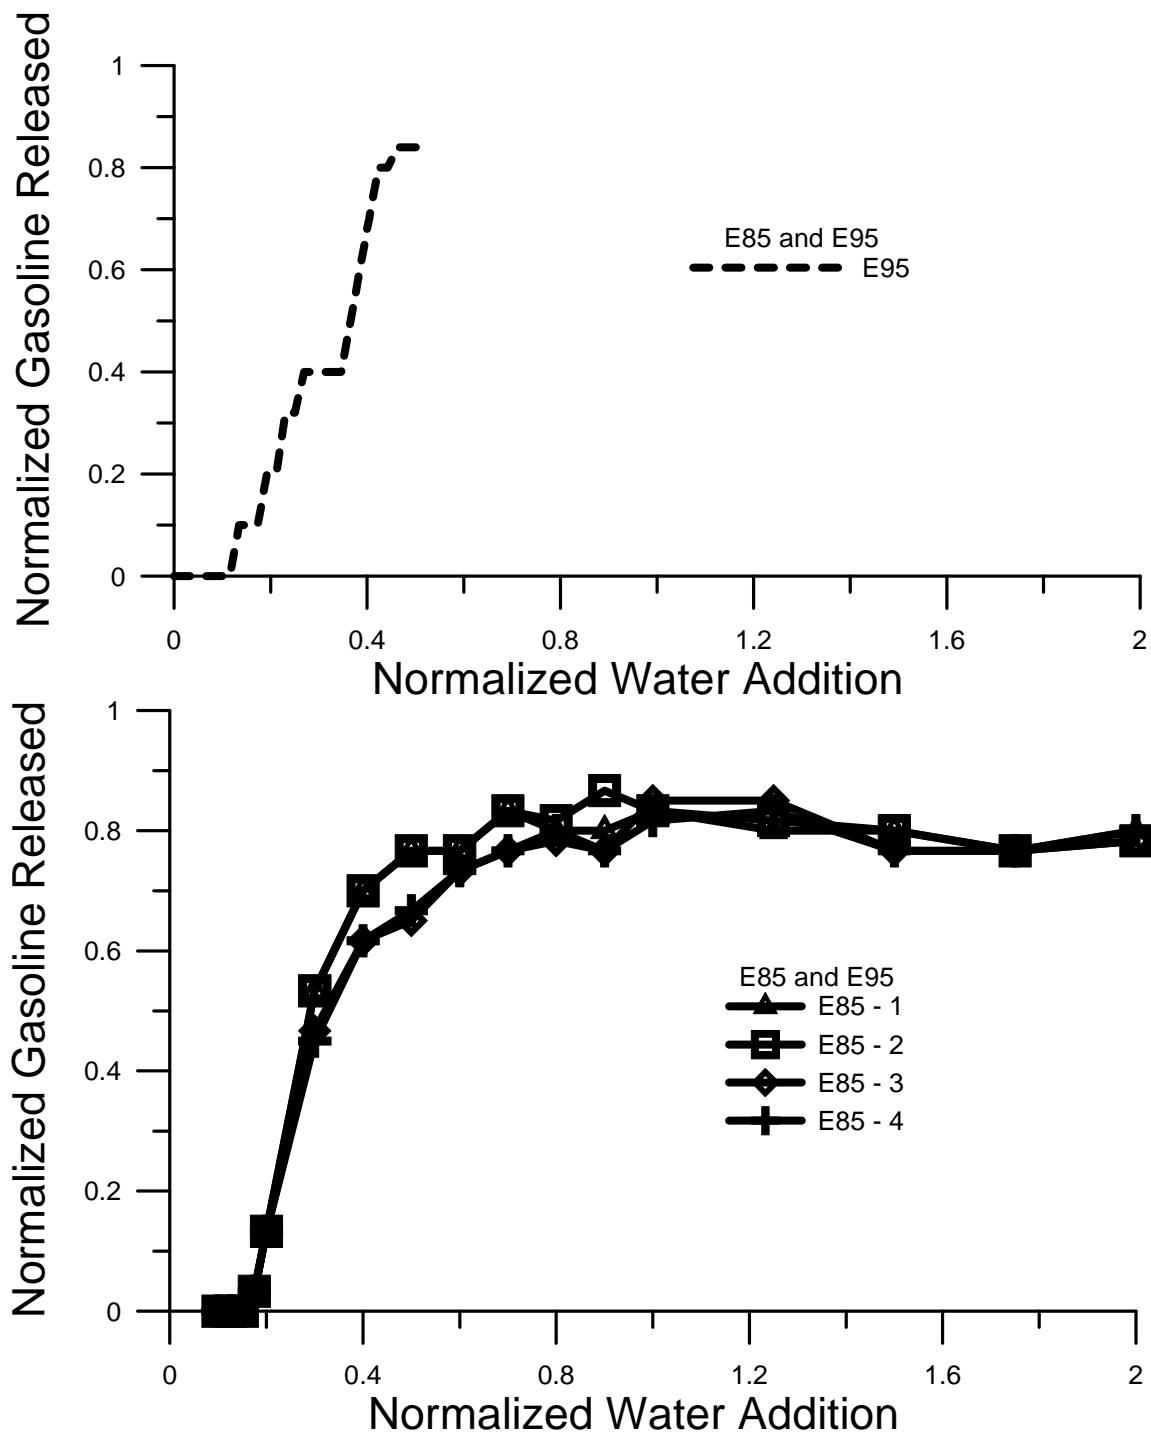 Normalized Gasoline Released
1
0.8
0.6
0.4
0.2
0
E85 and E95
E95
0 0.4 0.8 1.2 1.6 2
Normalized Water Addition
Normalized Gasoline Released
1
0.8
0.6
0.4
0.2
0
E85 and E95
E85 - 1
E85 - 2
E85 - 3
E85 - 4
0 0.4 0.8 1.2 1.6 2
Normalized Water Addition